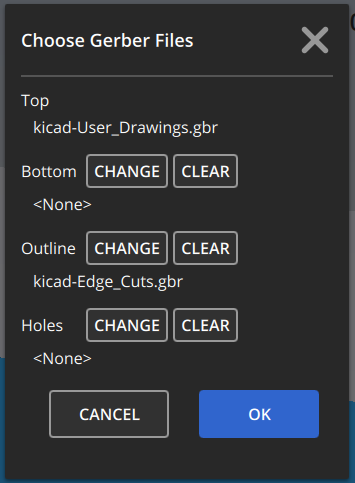 Choose Gerber Files
Top
kicad-User_Drawings.gbr
Bottom CHANGE CLEAR
<None>
Outline CHANGE CLEAR
kicad-Edge_Cuts.gbr
Holes CHANGE CLEAR
<None>
CANCEL OK